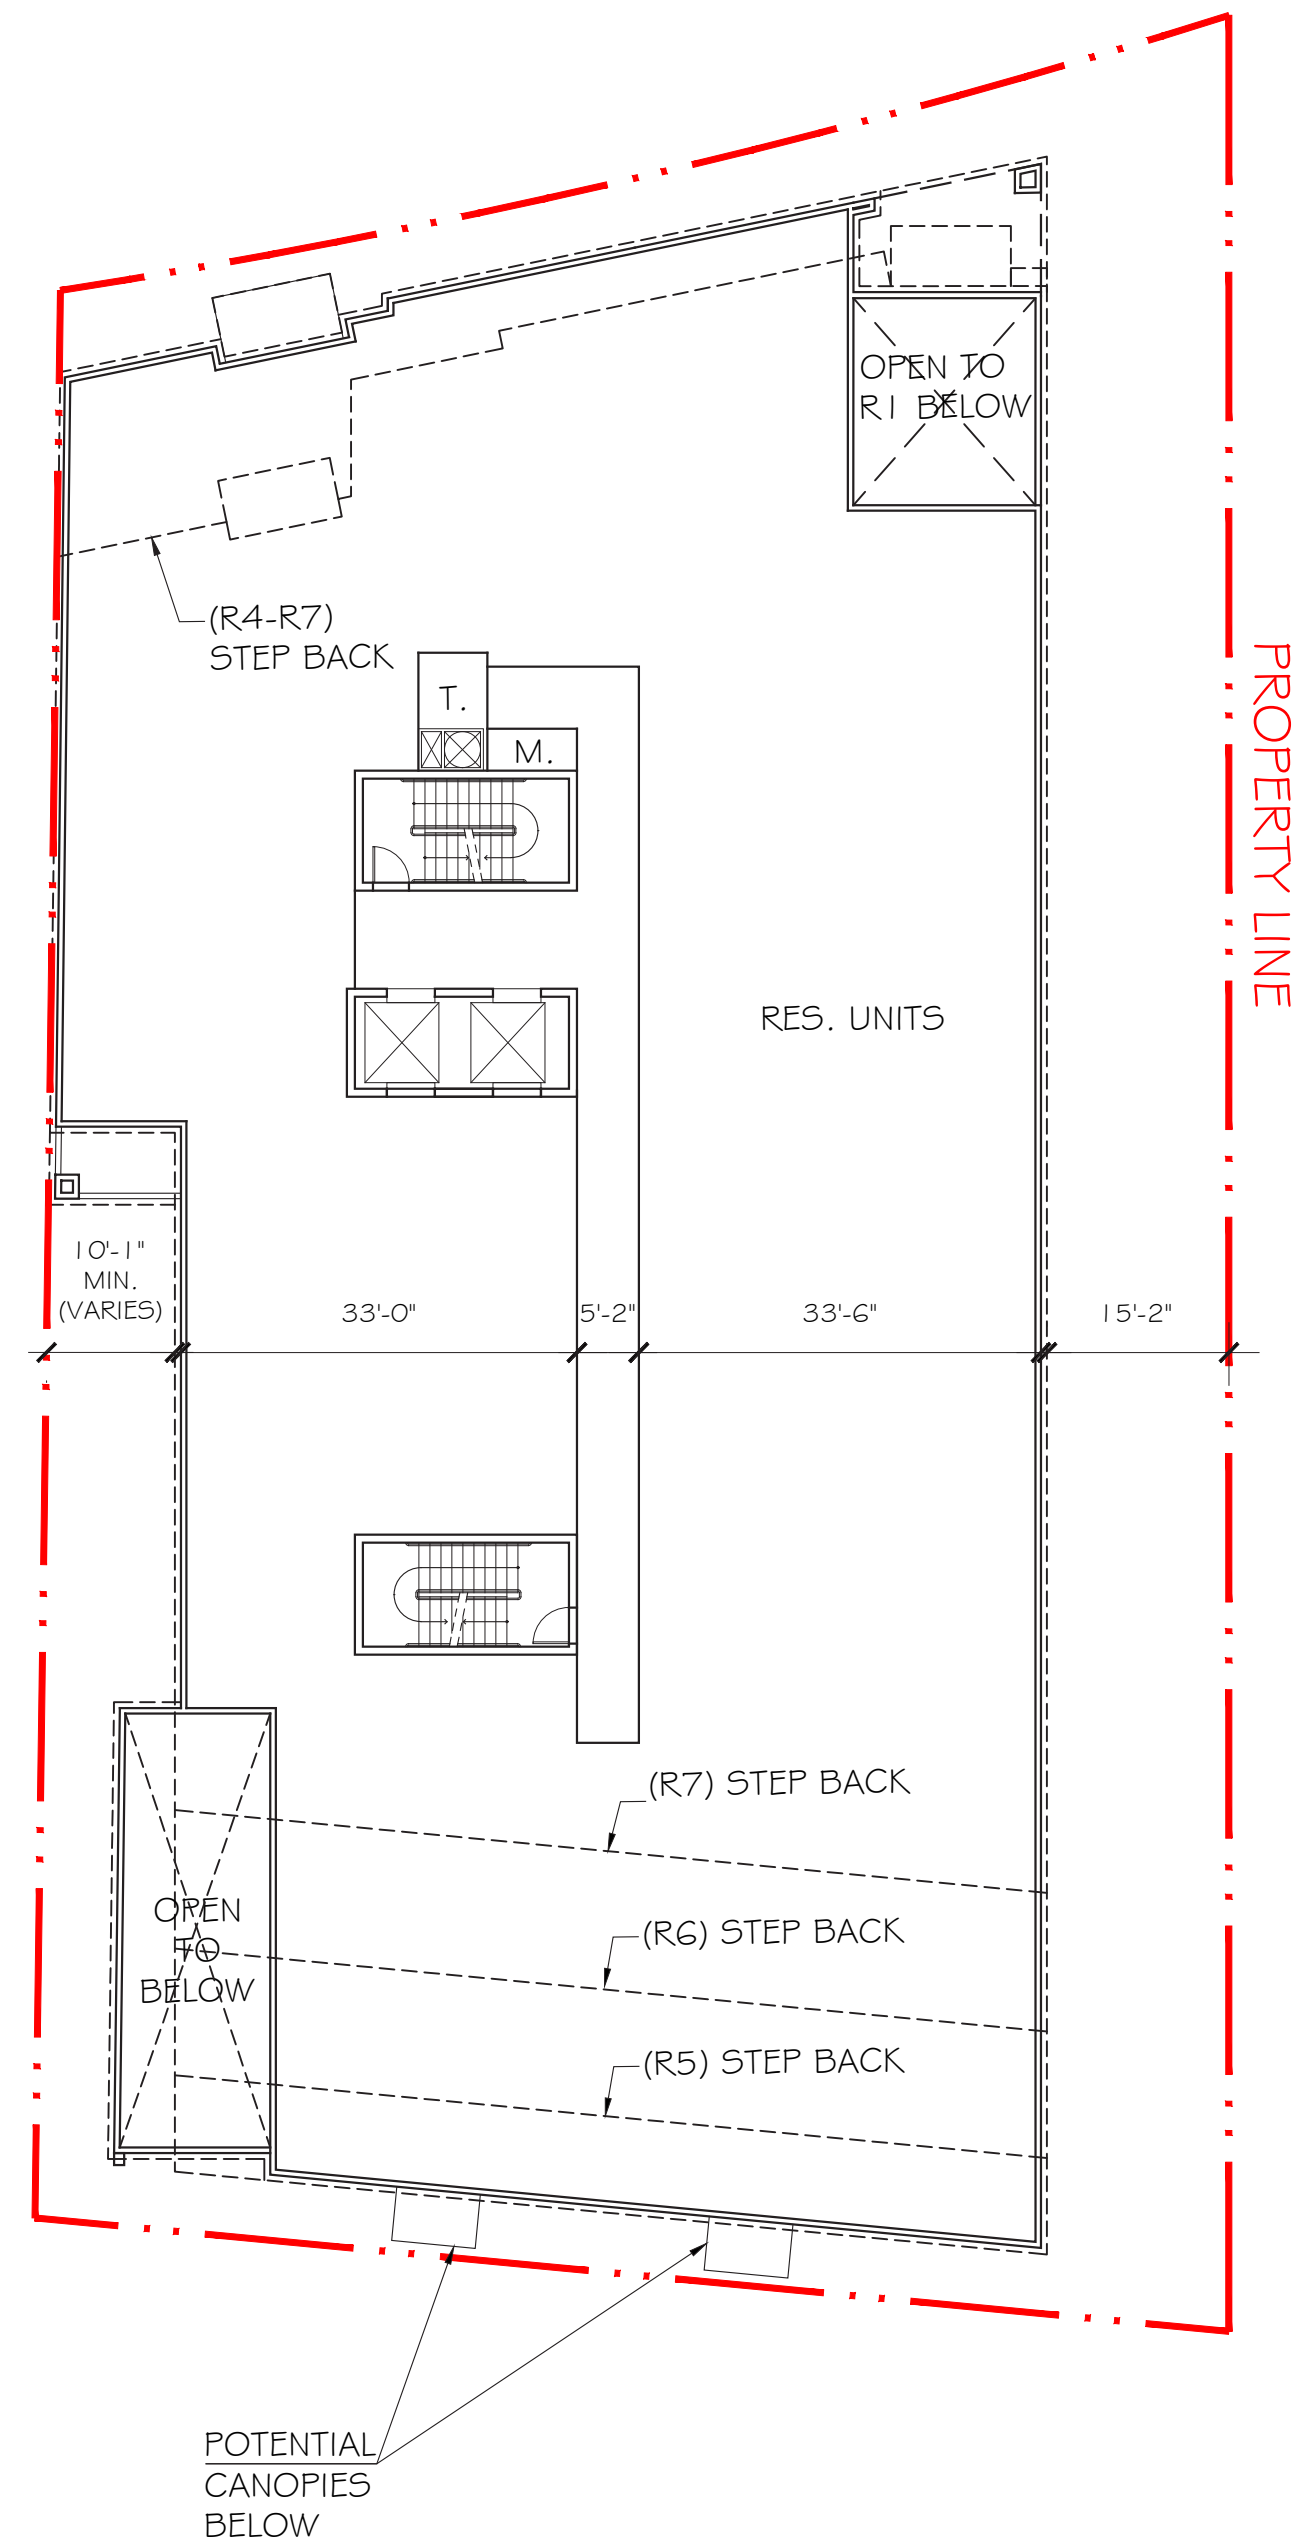 OPEN TO
R1 BELOW
(R4-R7)
STEP BACK
T.
M.
PROPERTY LINE
RES. UNITS
10'-1"
MIN.
(VARIES)
33'-0"
5'-2"
33'-6"
15'-2"
(R7) STEP BACK
OPEN
TO
BELOW
(R6) STEP BACK
(R5) STEP BACK
POTENTIAL
CANOPIES
BELOW